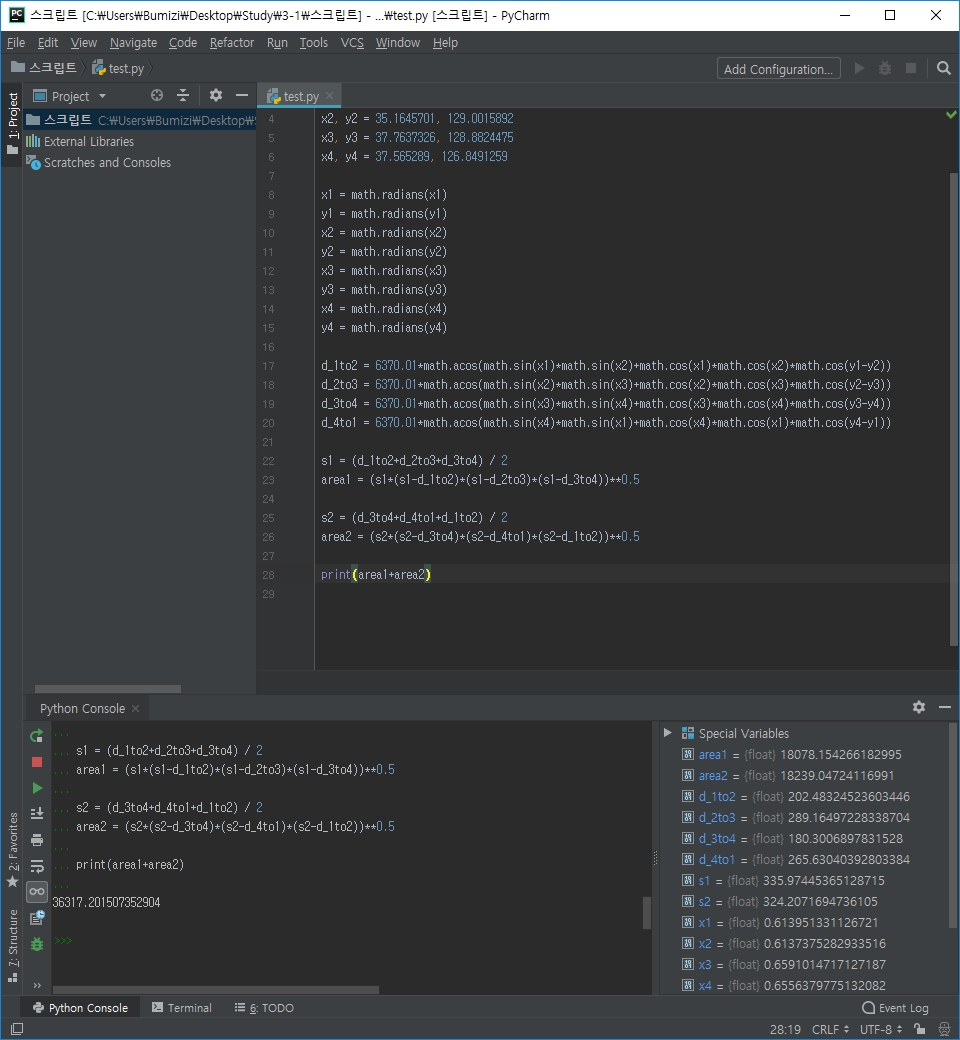 스크립트 [C:₩Users₩Bumizi₩Desktop₩Study₩3-1₩스크립트] - ...₩test.py [스크립트] - PyCharm
File Edit View Navigate Code Refactor Run Tools VCS Window Help
스크립트 test.py Add Configuration...
1: Project
Project
test.py
스크립트 C:₩Users₩Bumizi₩Desktop₩
External Libraries
Scratches and Consoles
4 x2, y2 = 35.1645701, 129.0015892
5 x3, y3 = 37.7637326, 128.8824475
6 x4, y4 = 37.565289, 126.8491259
7
8 x1 = math.radians(x1)
9 y1 = math.radians(y1)
10 x2 = math.radians(x2)
11 y2 = math.radians(y2)
12 x3 = math.radians(x3)
13 y3 = math.radians(y3)
14 x4 = math.radians(x4)
15 y4 = math.radians(y4)
16
17 d_1to2 = 6370.01*math.acos(math.sin(x1)*math.sin(x2)+math.cos(x1)*math.cos(x2)*math.cos(y1-y2))
18 d_2to3 = 6370.01*math.acos(math.sin(x2)*math.sin(x3)+math.cos(x2)*math.cos(x3)*math.cos(y2-y3))
19 d_3to4 = 6370.01*math.acos(math.sin(x3)*math.sin(x4)+math.cos(x3)*math.cos(x4)*math.cos(y3-y4))
20 d_4to1 = 6370.01*math.acos(math.sin(x4)*math.sin(x1)+math.cos(x4)*math.cos(x1)*math.cos(y4-y1))
21
22 s1 = (d_1to2+d_2to3+d_3to4) / 2
23 area1 = (s1*(s1-d_1to2)*(s1-d_2to3)*(s1-d_3to4))**0.5
24
25 s2 = (d_3to4+d_4to1+d_1to2) / 2
26 area2 = (s2*(s2-d_3to4)*(s2-d_4to1)*(s2-d_1to2))**0.5
27
28 print(area1+area2)
29
Python Console
...
... s1 = (d_1to2+d_2to3+d_3to4) / 2
... area1 = (s1*(s1-d_1to2)*(s1-d_2to3)*(s1-d_3to4))**0.5
...
... s2 = (d_3to4+d_4to1+d_1to2) / 2
... area2 = (s2*(s2-d_3to4)*(s2-d_4to1)*(s2-d_1to2))**0.5
...
... print(area1+area2)
...
36317.201507352904
>>>
Special Variables
area1 = {float} 18078.154266182995
area2 = {float} 18239.04724116991
d_1to2 = {float} 202.48324523603446
d_2to3 = {float} 289.16497228338704
d_3to4 = {float} 180.3006897831528
d_4to1 = {float} 265.63040392803384
s1 = {float} 335.97445365128715
s2 = {float} 324.2071694736105
x1 = {float} 0.613951331126721
x2 = {float} 0.6137375282933516
x3 = {float} 0.6591014717127187
x4 = {float} 0.6556379775132082
2: Favorites
7: Structure
Python Console Terminal 6: TODO Event Log
28:19 CRLF UTF-8